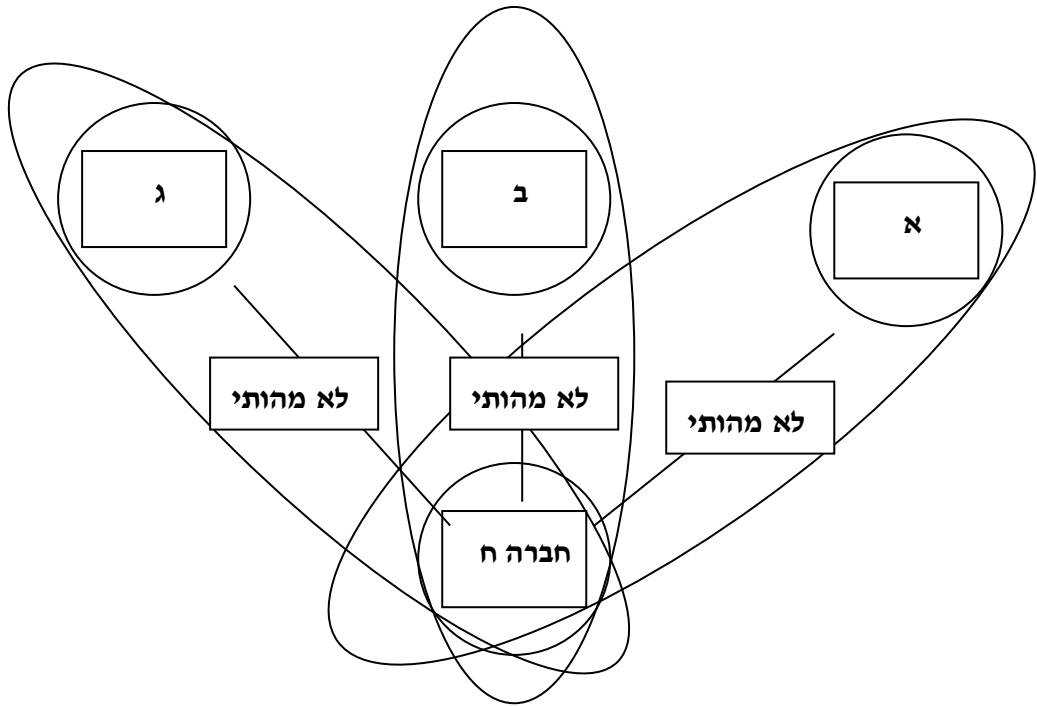 א
ב
ג
לא מהותי
לא מהותי
לא מהותי
חברה ח